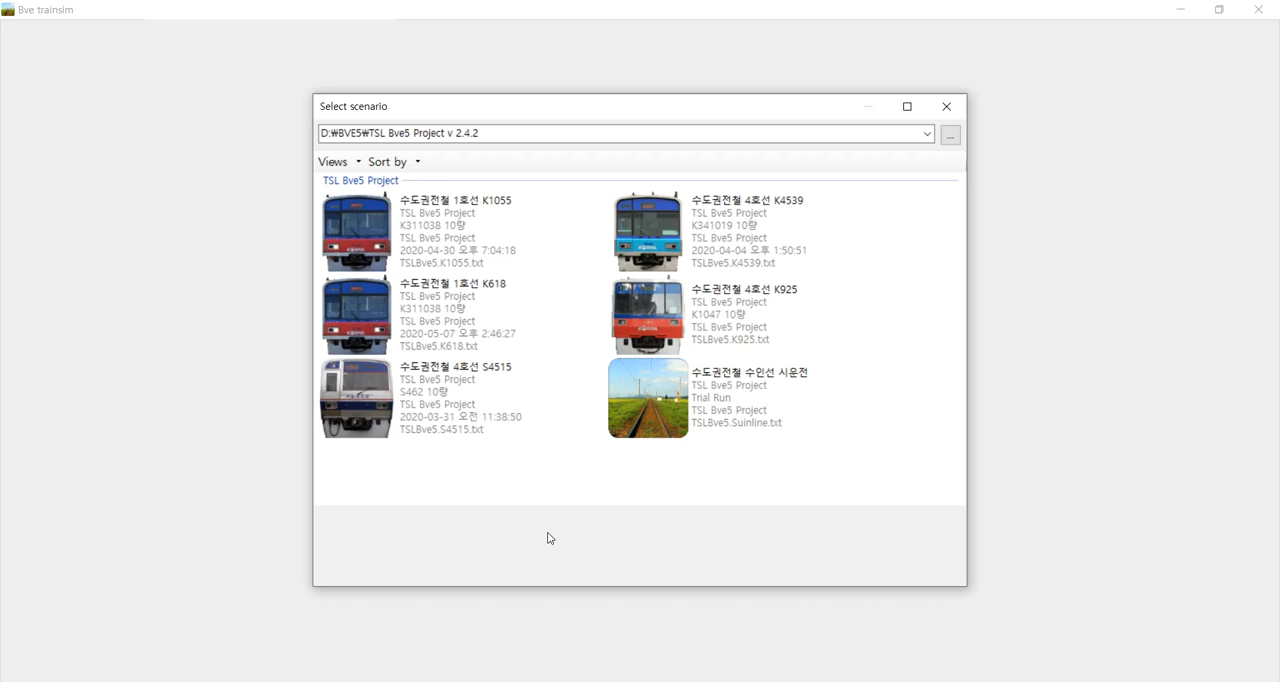 Bve trainsim
Select scenario
D:₩BVE5₩TSL Bve5 Project v 2.4.2
...
Views Sort by
TSL Bve5 Project
수도권전철 1호선 K1055
TSL Bve5 Project
K311038 10량
TSL Bve5 Project
2020-04-30 오후 7:04:18
TSLBve5.K1055.txt
수도권전철 4호선 K4539
TSL Bve5 Project
K341019 10량
TSL Bve5 Project
2020-04-04 오후 1:50:51
TSLBve5.K4539.txt
수도권전철 1호선 K618
TSL Bve5 Project
K311038 10량
TSL Bve5 Project
2020-05-07 오후 2:46:27
TSLBve5.K618.txt
수도권전철 4호선 K925
TSL Bve5 Project
K1047 10량
TSL Bve5 Project
TSLBve5.K925.txt
수도권전철 4호선 S4515
TSL Bve5 Project
S462 10량
TSL Bve5 Project
2020-03-31 오전 11:38:50
TSLBve5.S4515.txt
수도권전철 수인선 시운전
TSL Bve5 Project
Trial Run
TSL Bve5 Project
TSLBve5.Suinline.txt